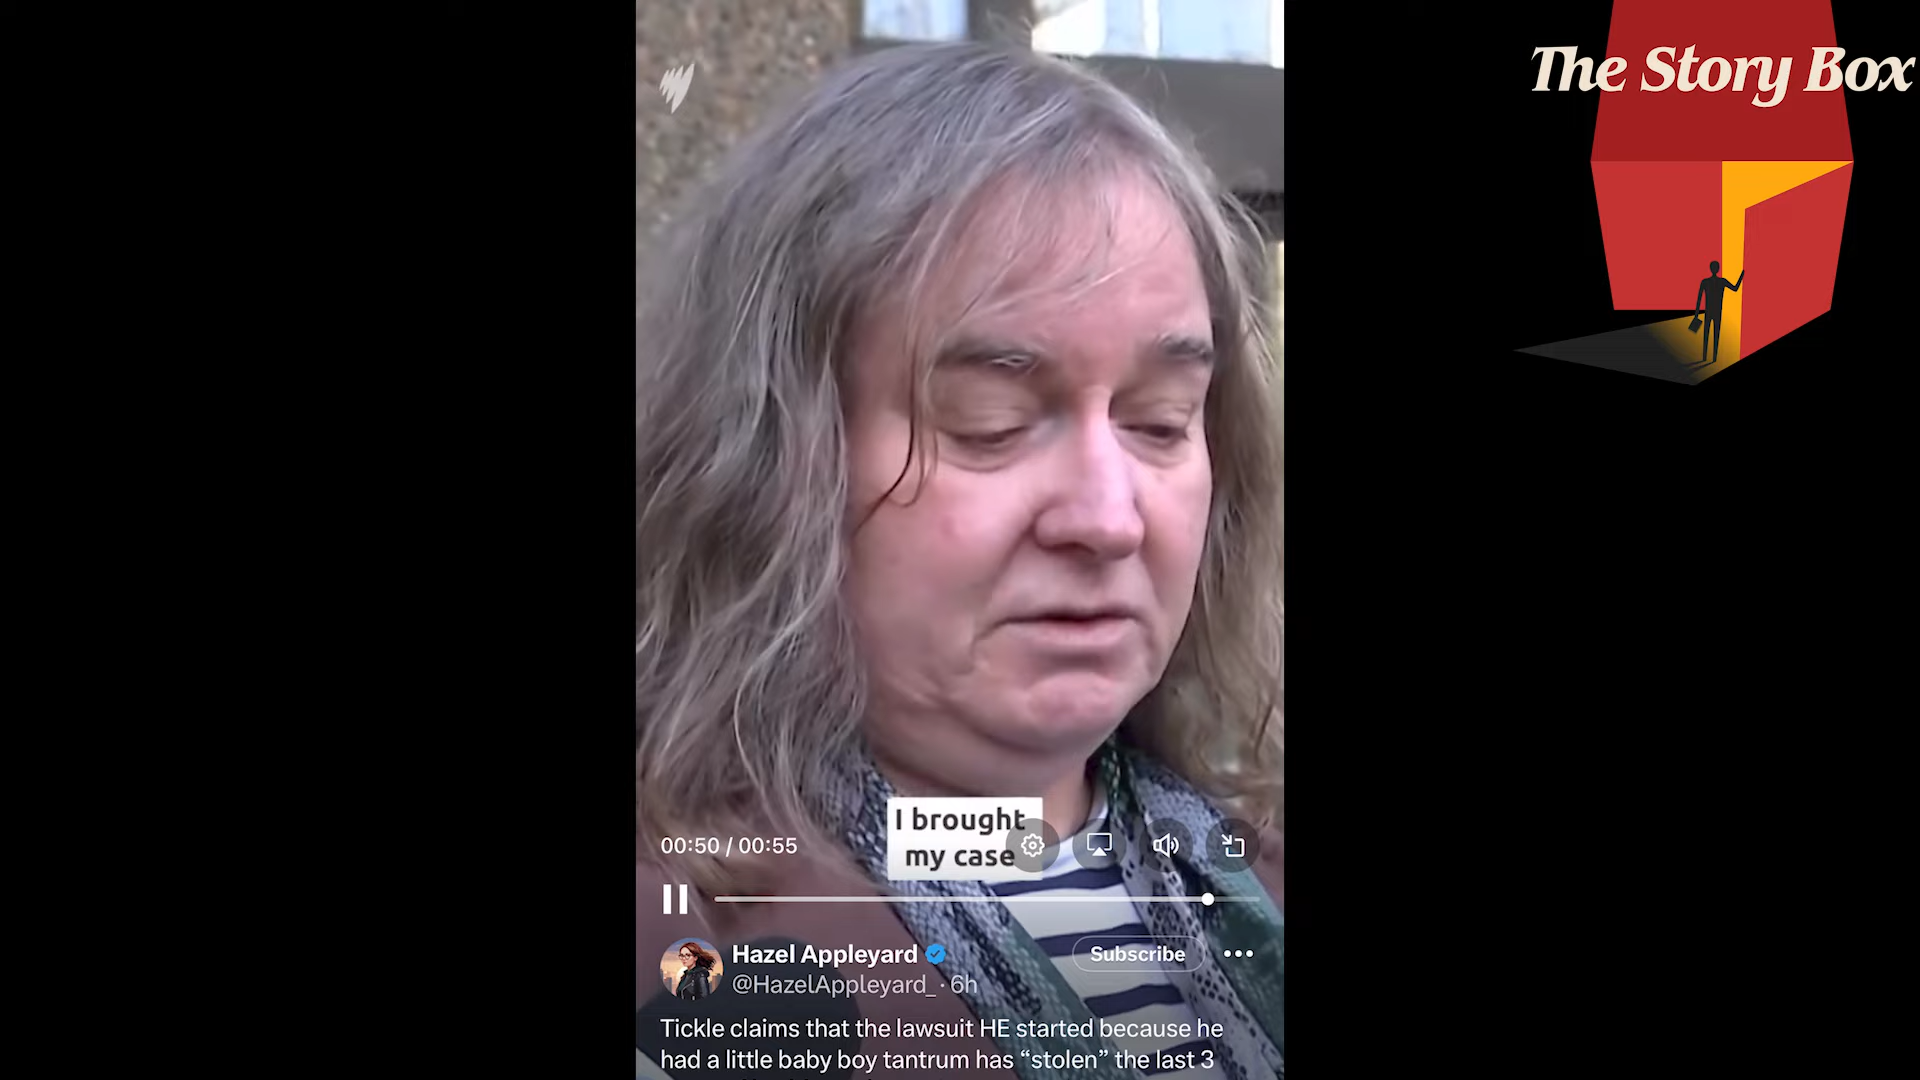 The Story Box
I brought
my case
00:50 / 00:55
Hazel Appleyard
Subscribe
@HazelAppleyard_ · 6h
Tickle claims that the lawsuit HE started because he
had a little baby boy tantrum has “stolen” the last 3